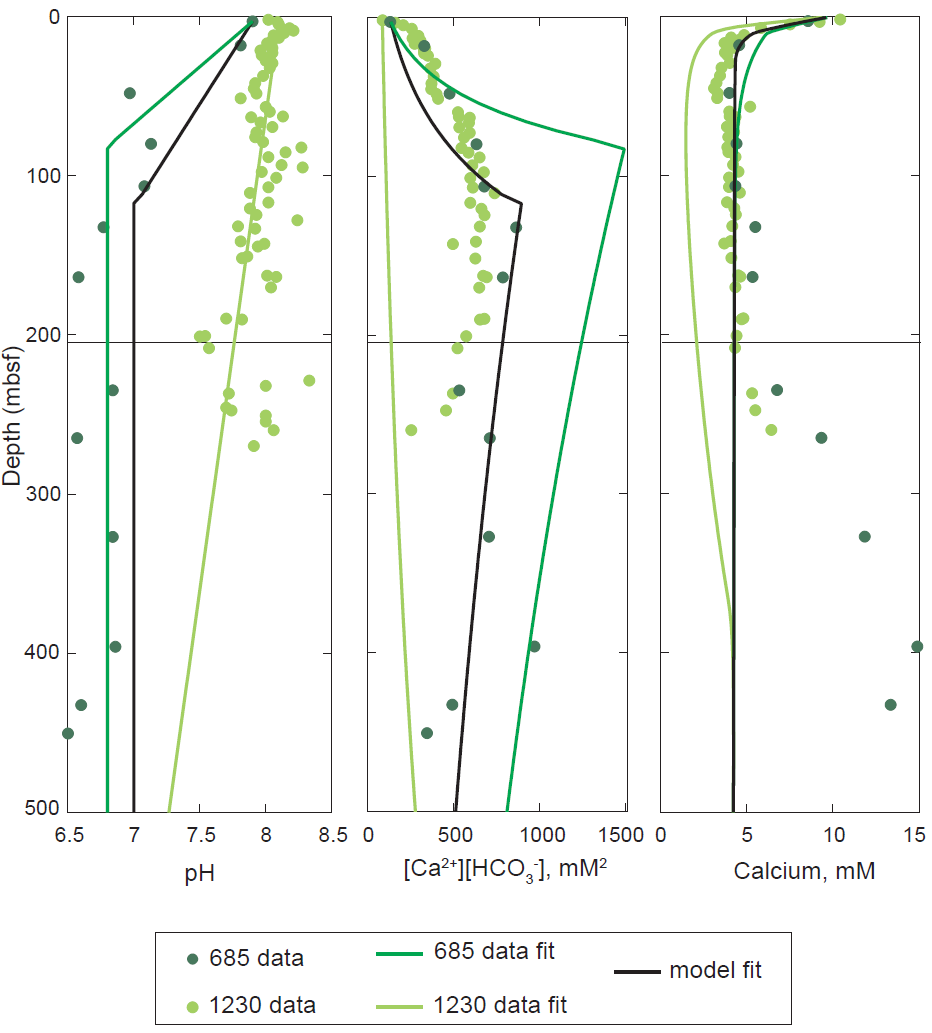 0
100
200
300
400
500
Depth (mbsf)
6.5 7 7.5 8 8.5
0 500 1000 1500
0 5 10 15
pH
[Ca²⁺][HCO₃⁻], mM²
Calcium, mM
685 data
685 data fit
model fit
1230 data
1230 data fit